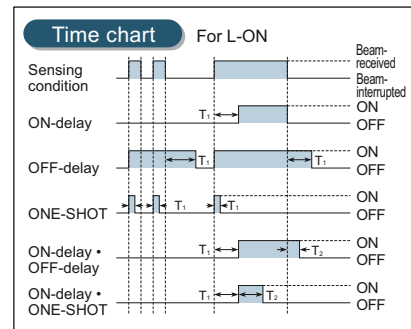 Time chart For L-ON
Sensing condition
Beam-received
Beam-interrupted
ON-delay
T₁
ON
OFF
OFF-delay
T₁
T₁
ON
OFF
ONE-SHOT
T₁
T₁
ON
OFF
ON-delay •
OFF-delay
T₁
T₂
ON
OFF
ON-delay •
ONE-SHOT
T₁
T₂
ON
OFF